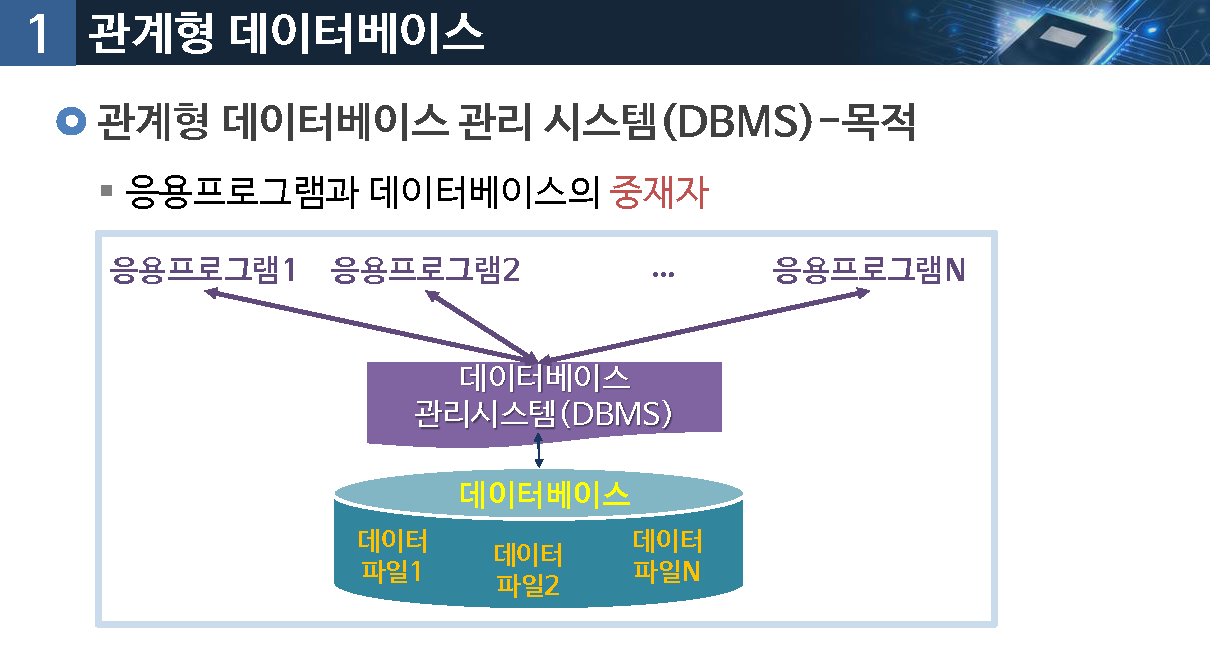 1 관계형 데이터베이스
관계형 데이터베이스 관리 시스템(DBMS)-목적
응용프로그램과 데이터베이스의 중재자
응용프로그램1 응용프로그램2 ... 응용프로그램N
데이터베이스
관리시스템(DBMS)
데이터베이스
데이터
파일1
데이터
파일2
데이터
파일N